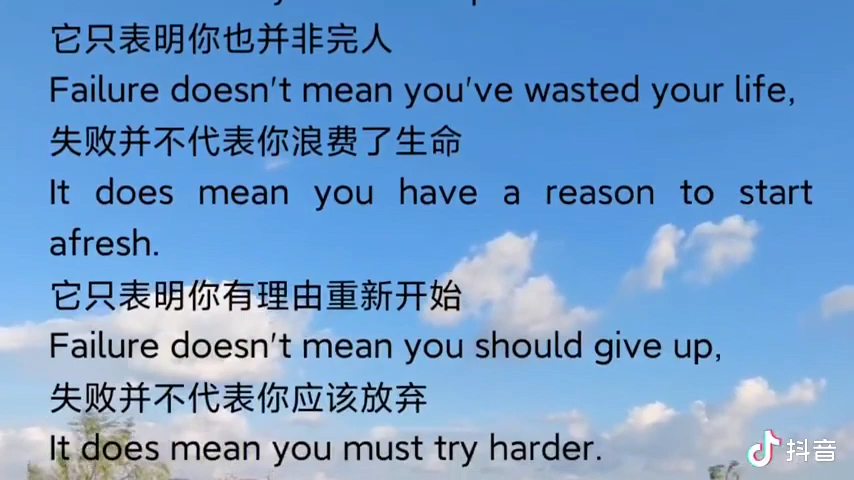 它只表明你也并非完人
Failure doesn't mean you've wasted your life,
失败并不代表你浪费了生命
It does mean you have a reason to start
afresh.
它只表明你有理由重新开始
Failure doesn't mean you should give up,
失败并不代表你应该放弃
It does mean you must try harder.
抖音